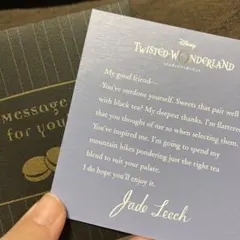 Message
for you
Disney
TWISTED WONDERLAND
My good friend—
You've outdone yourself. Sweets that pair well
with black tea? My deepest thanks. I'm flattered
that you thought of me so when selecting them.
You've inspired me. I'm going to spend my
mountain hikes pondering just the right tea
blend to suit your palate.
I do hope you'll enjoy it.
Jade Leech